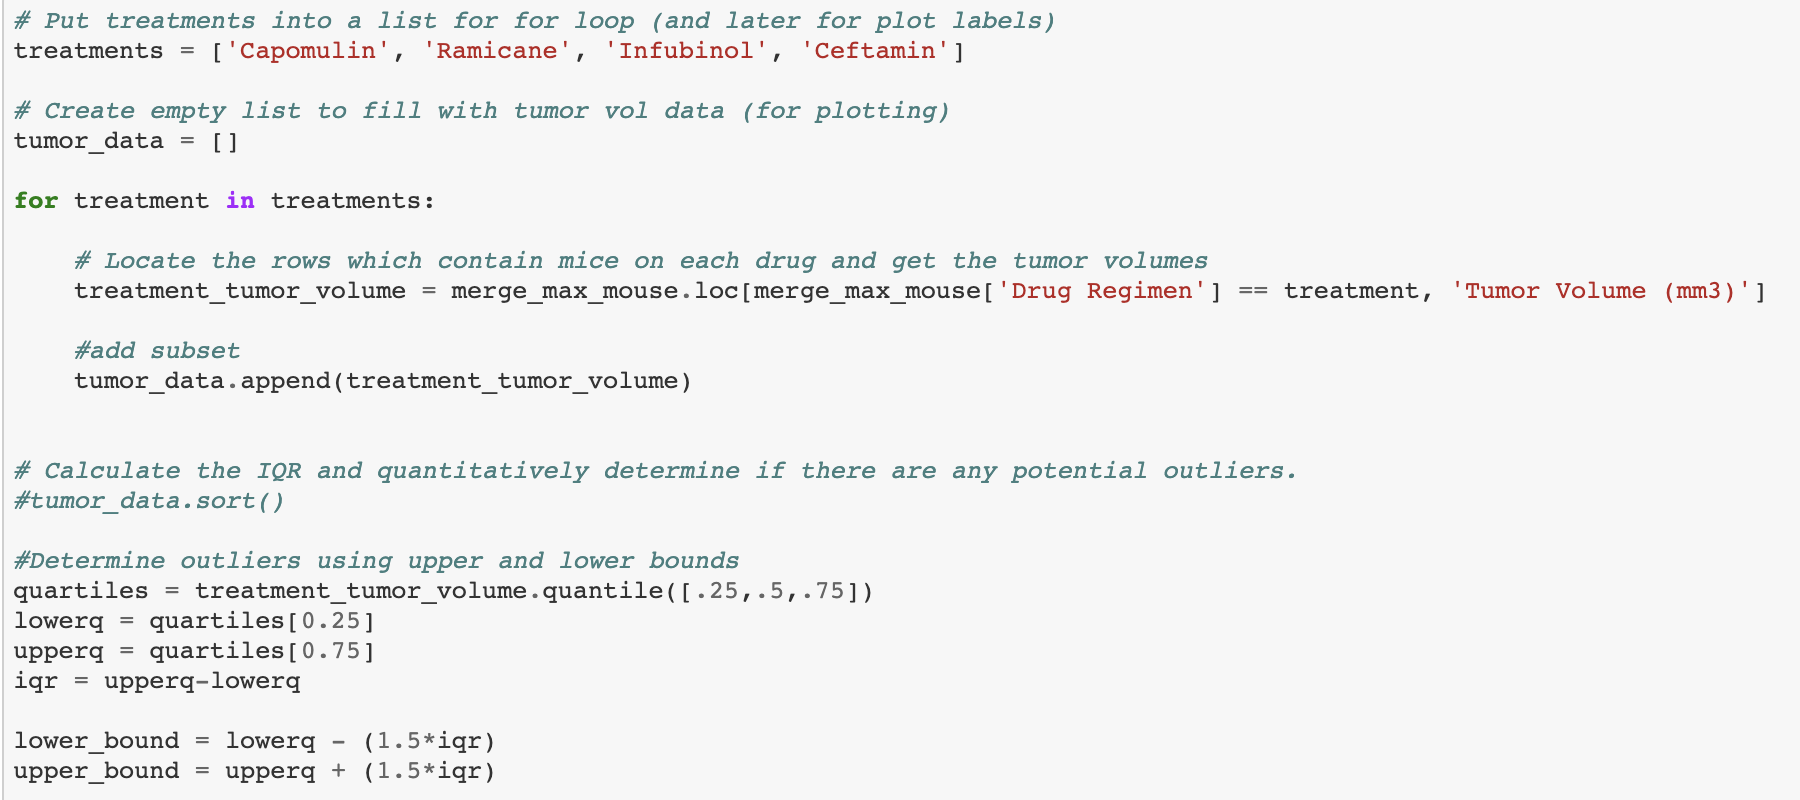 # Put treatments into a list for for loop (and later for plot labels)
treatments = ['Capomulin', 'Ramicane', 'Infubinol', 'Ceftamin']
# Create empty list to fill with tumor vol data (for plotting)
tumor_data = []
for treatment in treatments:
# Locate the rows which contain mice on each drug and get the tumor volumes
treatment_tumor_volume = merge_max_mouse.loc[merge_max_mouse['Drug Regimen'] == treatment, 'Tumor Volume (mm3)']
#add subset
tumor_data.append(treatment_tumor_volume)
# Calculate the IQR and quantitatively determine if there are any potential outliers.
#tumor_data.sort()
#Determine outliers using upper and lower bounds
quartiles = treatment_tumor_volume.quantile([.25,.5,.75])
lowerq = quartiles[0.25]
upperq = quartiles[0.75]
iqr = upperq-lowerq
lower_bound = lowerq - (1.5*iqr)
upper_bound = upperq + (1.5*iqr)